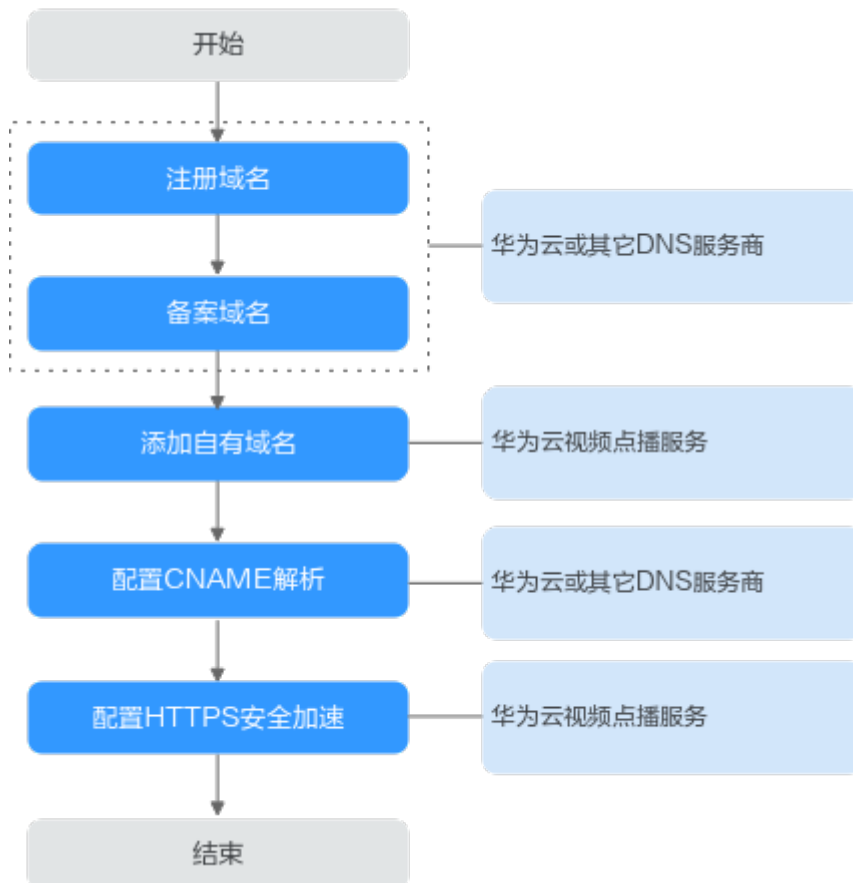 开始
注册域名
华为云或其它DNS服务商
备案域名
添加自有域名
华为云视频点播服务
配置CNAME解析
华为云或其它DNS服务商
配置HTTPS安全加速
华为云视频点播服务
结束